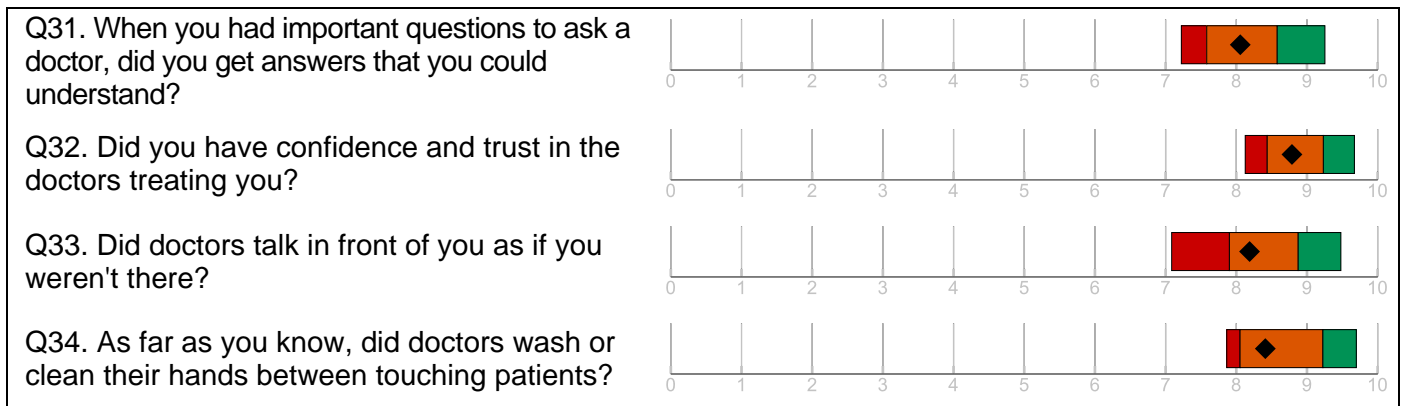 Q31. When you had important questions to ask a
doctor, did you get answers that you could
understand?
0 1 2 3 4 5 6 7 8 9 10
Q32. Did you have confidence and trust in the
doctors treating you?
0 1 2 3 4 5 6 7 8 9 10
Q33. Did doctors talk in front of you as if you
weren't there?
0 1 2 3 4 5 6 7 8 9 10
Q34. As far as you know, did doctors wash or
clean their hands between touching patients?
0 1 2 3 4 5 6 7 8 9 10